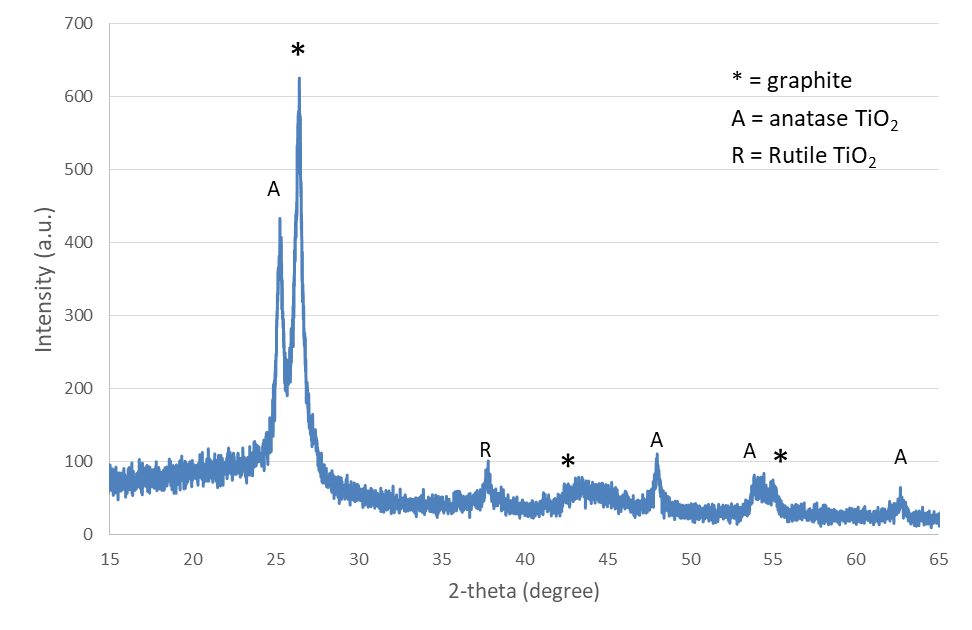 700
*
600
* = graphite
A = anatase TiO₂
R = Rutile TiO₂
500
A
400
Intensity (a.u.)
300
200
R
*
A
A
*
A
100
0
15 20 25 30 35 40 45 50 55 60 65
2-theta (degree)